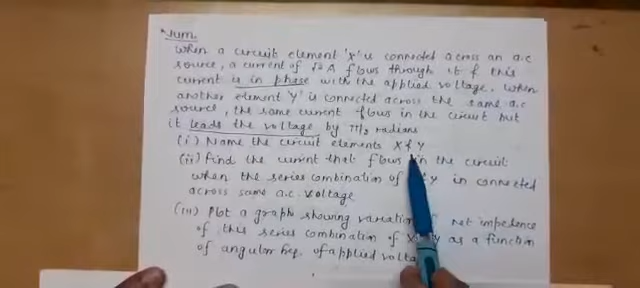 *Jum.
When a circuit element 'X' is connected across an a.c
source, a current of √2 A flows through it & this
current is in phase with the applied voltage. When
another element 'Y' is connected across the same a.c
source, the same current flows in the circuit but
it leads the voltage by π/2 radians
(i) Name the circuit elements X & Y
(ii) Find the current that flows in the circuit
when the series combination of & Y in connected
across same a.c. voltage
(iii) Plot a graph showing variation of net impedence
of this series combination of X Y as a function
of angular freq. of applied